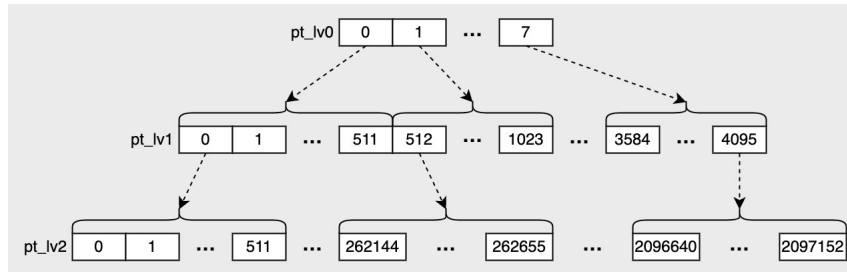 pt_lv0 0 1 ... 7
pt_lv1 0 1 ... 511 512 ... 1023 ... 3584 ... 4095
pt_lv2 0 1 ... 511 ... 262144 ... 262655 ... 2096640 ... 2097152